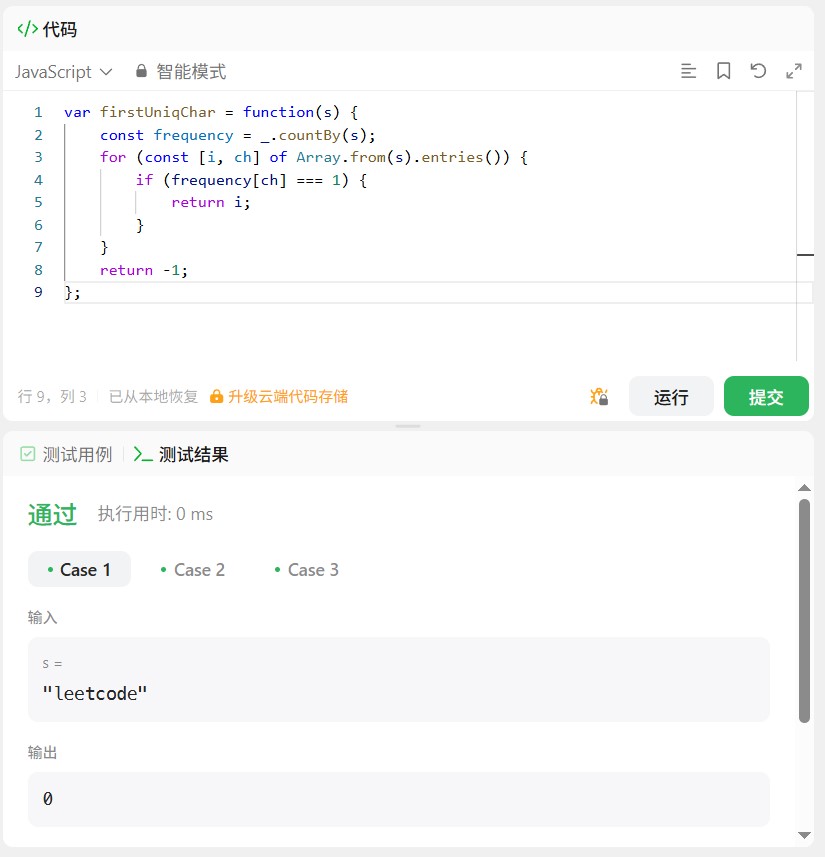 </> 代码
JavaScript 智能模式
1 var firstUniqChar = function(s) {
2     const frequency = _.countBy(s);
3     for (const [i, ch] of Array.from(s).entries()) {
4         if (frequency[ch] === 1) {
5             return i;
6         }
7     }
8     return -1;
9 };
行 9，列 3 已从本地恢复 升级云端代码存储 运行 提交
测试用例 >_ 测试结果
通过 执行用时: 0 ms
• Case 1 • Case 2 • Case 3
输入
s =
"leetcode"
输出
0